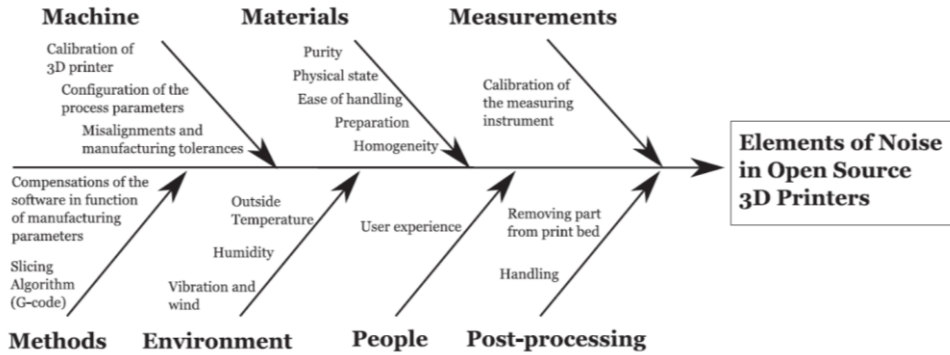 Machine
Calibration of
3D printer
Configuration of the
process parameters
Misalignments and
manufacturing tolerances
Materials
Purity
Physical state
Ease of handling
Preparation
Homogeneity
Measurements
Calibration of
the measuring
instrument
Elements of Noise
in Open Source
3D Printers
Compensations of the
software in function
of manufacturing
parameters
Slicing
Algorithm
(G-code)
Methods
Outside
Temperature
Humidity
Vibration and
wind
Environment
User experience
People
Removing part
from print bed
Handling
Post-processing